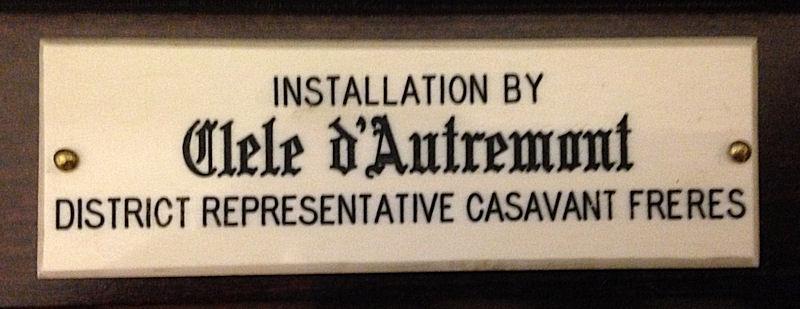 INSTALLATION BY
Clele d'Autremont
DISTRICT REPRESENTATIVE CASAVANT FRERES